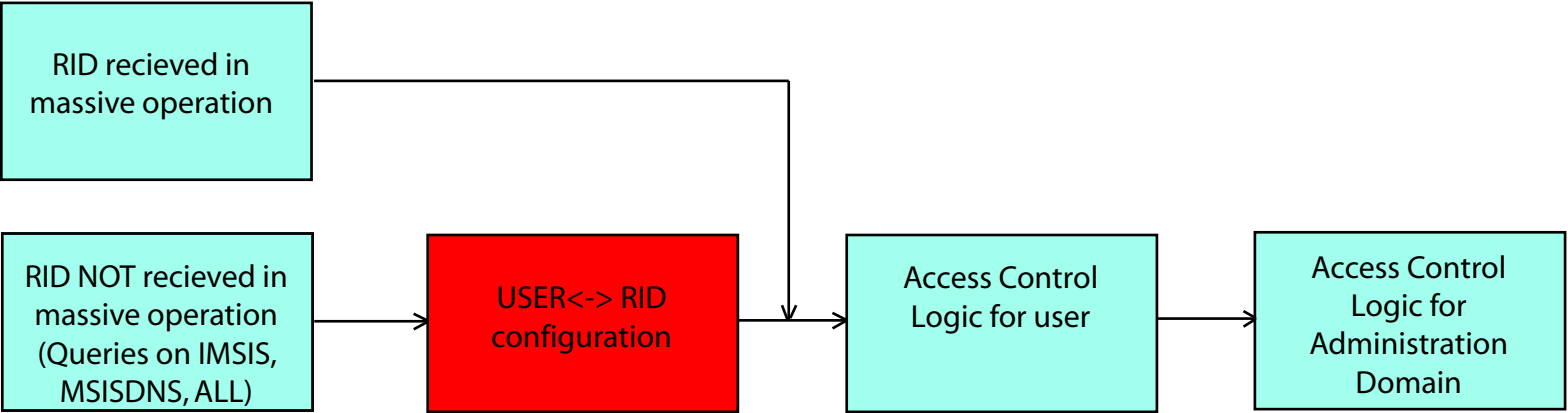 RID recieved in
massive operation
RID NOT recieved in
massive operation
(Queries on IMSIS,
MSISDNS, ALL)
USER<-> RID
configuration
Access Control
Logic for user
Access Control
Logic for
Administration
Domain